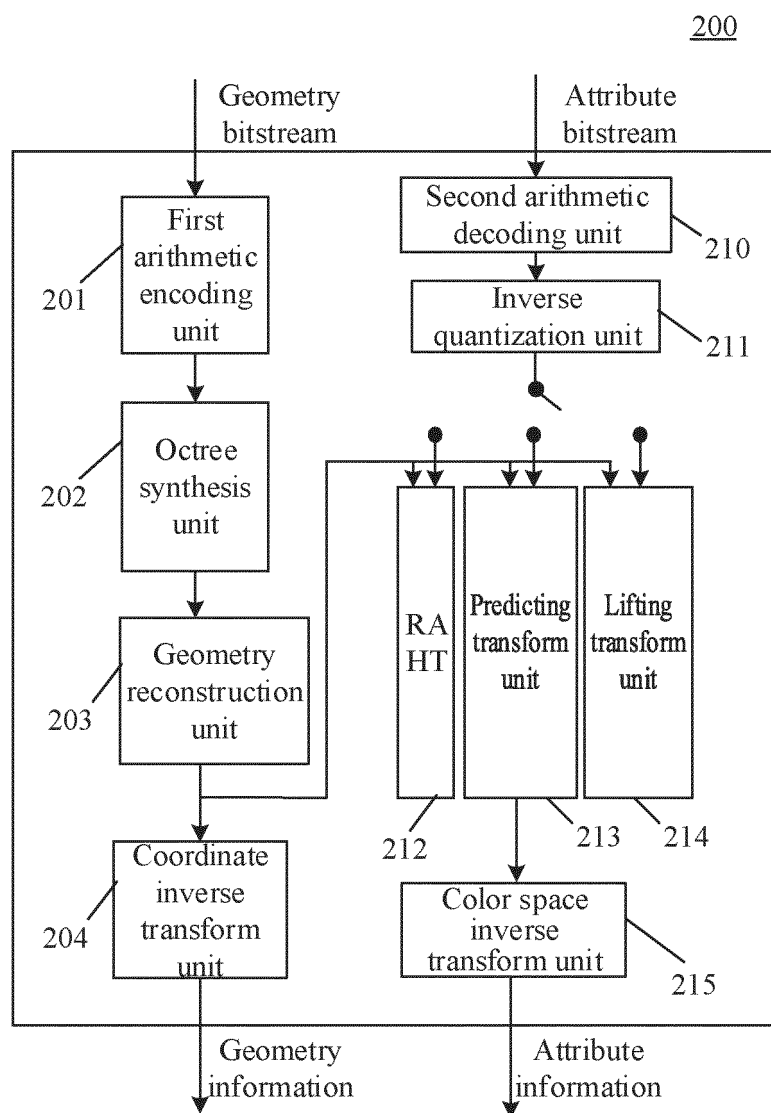 200
Geometry
bitstream
Attribute
bitstream
First
arithmetic
encoding
unit
201
Second arithmetic
decoding unit
210
Inverse
quantization unit
211
Octree
synthesis
unit
202
Geometry
reconstruction
unit
203
RA
HT
212
Predicting
transform
unit
213
Lifting
transform
unit
214
Coordinate
inverse
transform
unit
204
Color space
inverse
transform unit
215
Geometry
information
Attribute
information